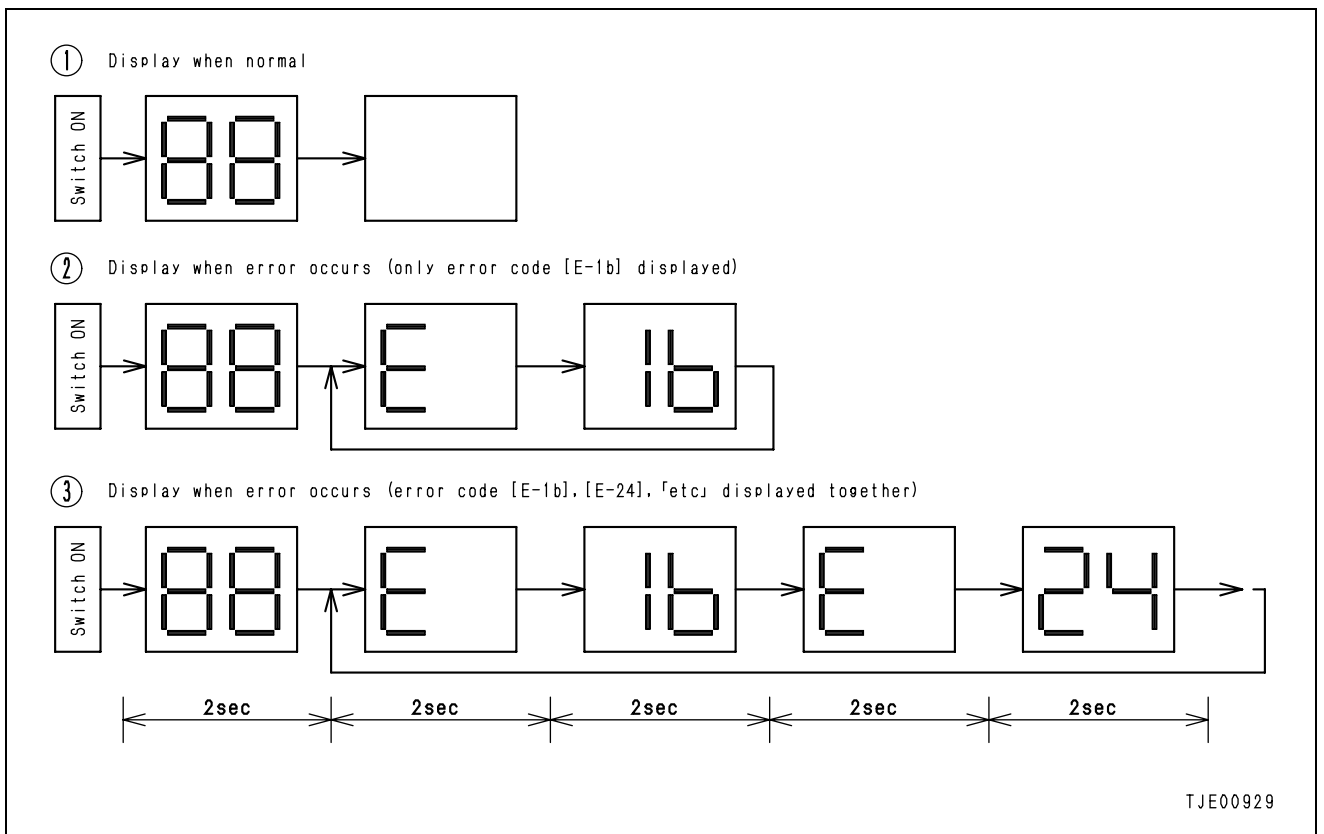 ① Display when normal
Switch ON
88
② Display when error occurs (only error code [E-1b] displayed)
Switch ON
88
E
1b
③ Display when error occurs (error code [E-1b], [E-24], ｢etc｣ displayed together)
Switch ON
88
E
1b
E
24
2sec
2sec
2sec
2sec
2sec
TJE00929